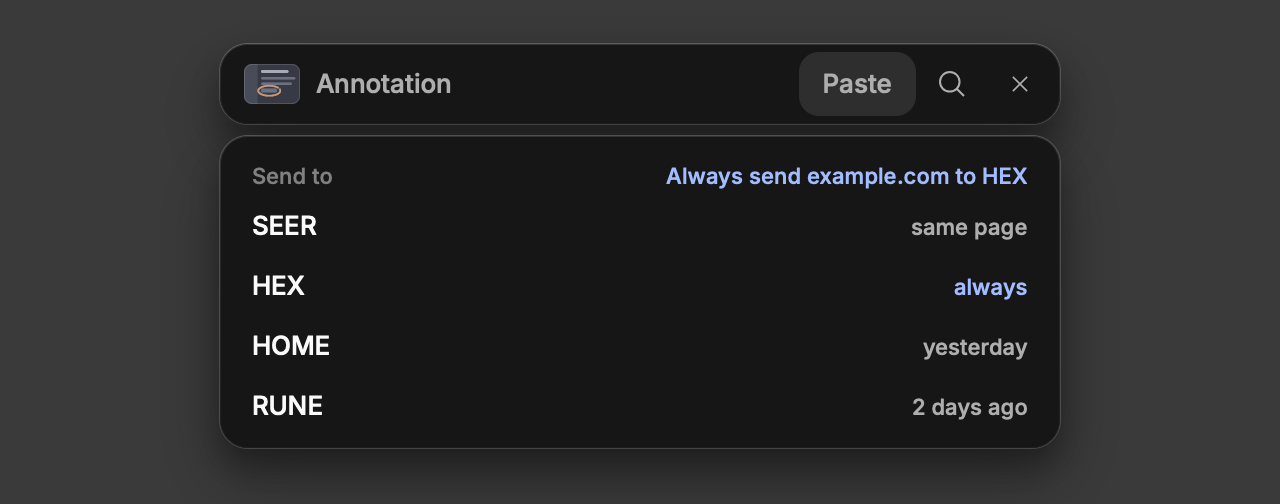 Annotation Paste
Send to Always send example.com to HEX
SEER same page
HEX always
HOME yesterday
RUNE 2 days ago